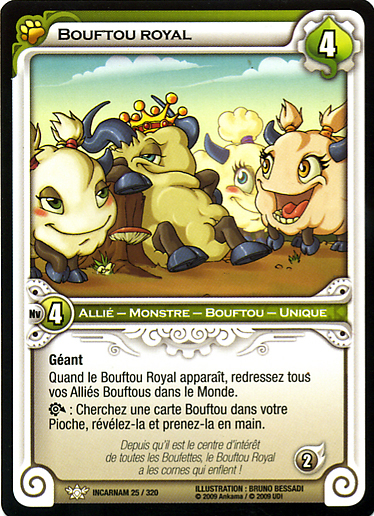 Bouftou royal
4
Nv 4 Allié – Monstre – Bouftou – Unique
Géant
Quand le Bouftou Royal apparaît, redressez tous
vos Alliés Bouftous dans le Monde.
: Cherchez une carte Bouftou dans votre
Pioche, révélez-la et prenez-la en main.
Depuis qu'il est le centre d'intérêt
de toutes les Boufettes, le Bouftou Royal
a les cornes qui enflent !
2
INCARNAM 25 / 320
ILLUSTRATION : BRUNO BESSADI
© 2009 Ankama / © 2009 UDI